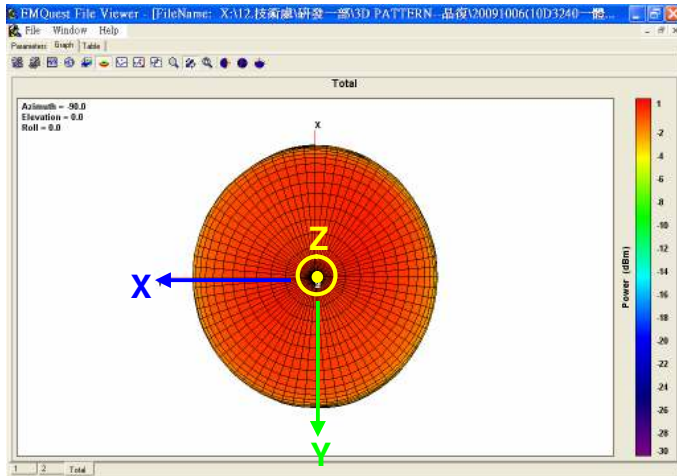 EMQuest File Viewer - [FileName: X:\12.技術處\研發一部\3D PATTERN--品復\20091006(10D3240一體...
File Window Help
Parameters Graph Table
Total
Azimuth = -90.0
Elevation = 0.0
Roll = 0.0
X
Z
X
Y
1
-2
-4
-6
-8
-10
-12
-14
-16
-18
-20
-22
-24
-26
-28
-30
Power (dBm)
1 2 Total